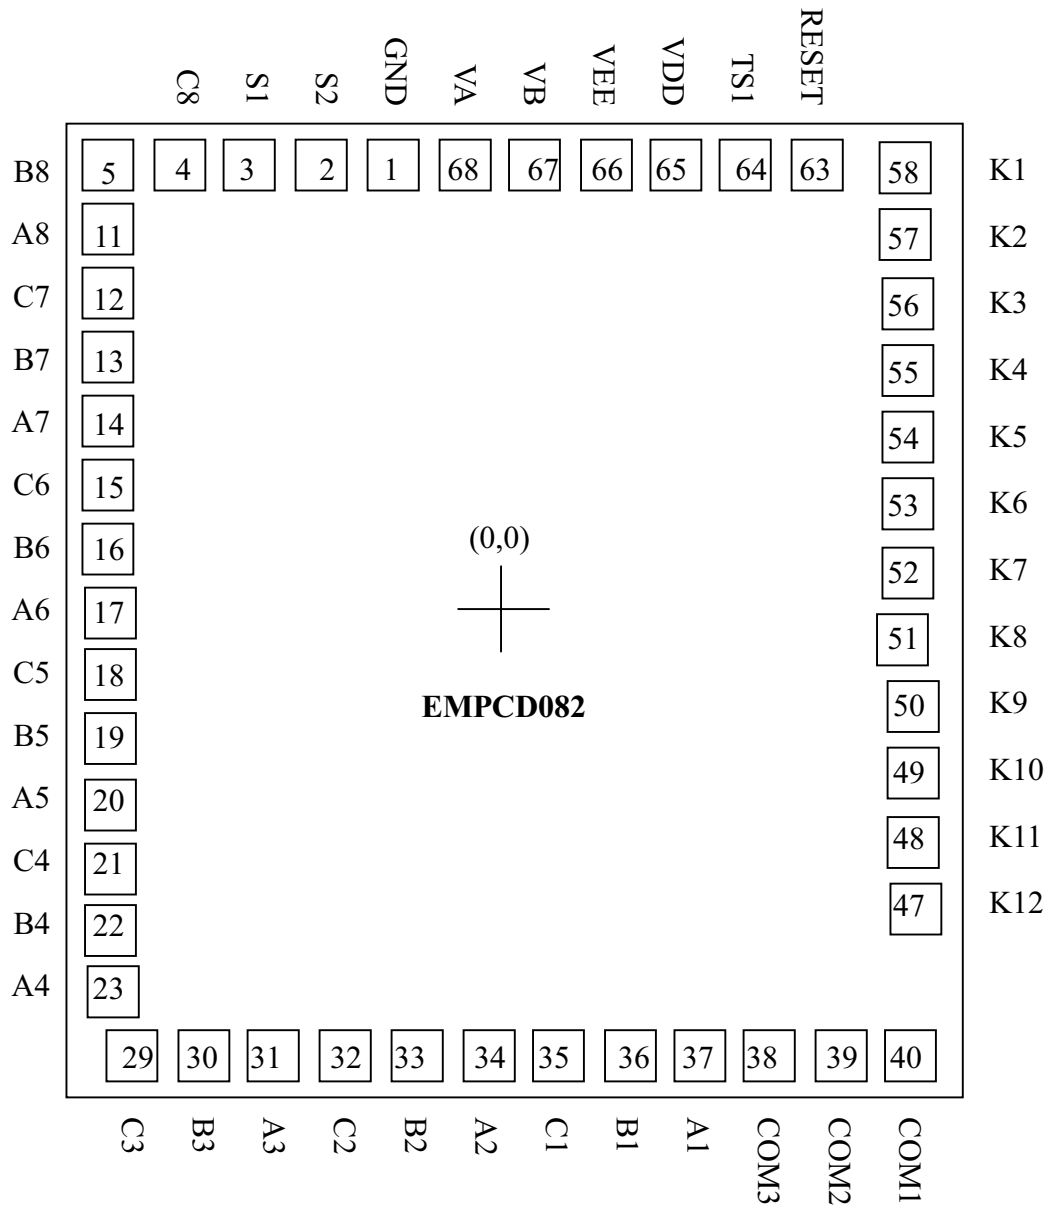 C8 S1 S2 GND VA VB VEE VDD TS1 RESET
B8 5 4 3 2 1 68 67 66 65 64 63 58 K1
A8 11 57 K2
C7 12 56 K3
B7 13 55 K4
A7 14 54 K5
C6 15 53 K6
B6 16 (0,0) 52 K7
A6 17 51 K8
C5 18 50 K9
EMPCD082
B5 19 49 K10
A5 20 48 K11
C4 21 47 K12
B4 22
A4 23
29 30 31 32 33 34 35 36 37 38 39 40
C3 B3 A3 C2 B2 A2 C1 B1 A1 COM3 COM2 COM1